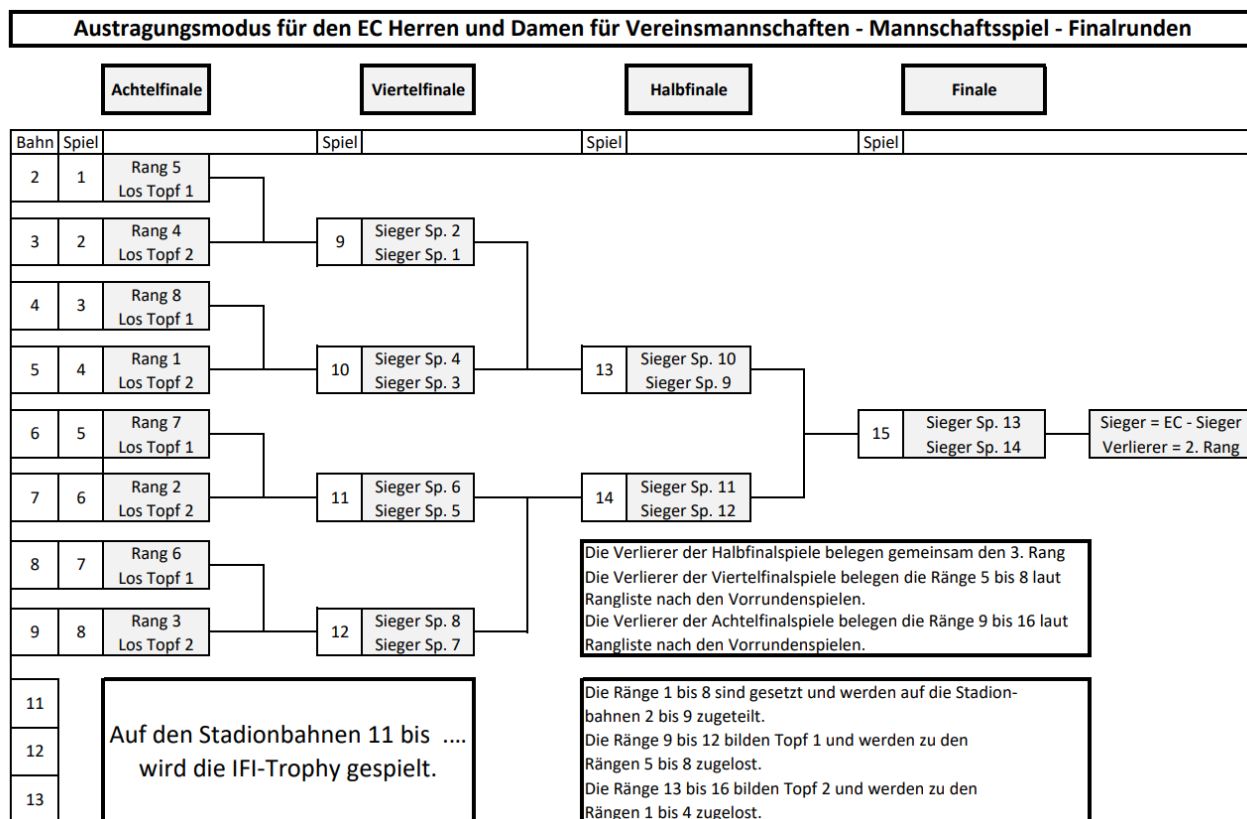 Austragungsmodus für den EC Herren und Damen für Vereinsmannschaften - Mannschaftsspiel - Finalrunden
Achtelfinale Viertelfinale Halbfinale Finale
Bahn Spiel Spiel Spiel Spiel
2 1 Rang 5
Los Topf 1
3 2 Rang 4
Los Topf 2
9 Sieger Sp. 2
Sieger Sp. 1
4 3 Rang 8
Los Topf 1
5 4 Rang 1
Los Topf 2
10 Sieger Sp. 4
Sieger Sp. 3
13 Sieger Sp. 10
Sieger Sp. 9
6 5 Rang 7
Los Topf 1
15 Sieger Sp. 13
Sieger Sp. 14
Sieger = EC - Sieger
Verlierer = 2. Rang
7 6 Rang 2
Los Topf 2
11 Sieger Sp. 6
Sieger Sp. 5
14 Sieger Sp. 11
Sieger Sp. 12
8 7 Rang 6
Los Topf 1
9 8 Rang 3
Los Topf 2
12 Sieger Sp. 8
Sieger Sp. 7
Die Verlierer der Halbfinalspiele belegen gemeinsam den 3. Rang
Die Verlierer der Viertelfinalspiele belegen die Ränge 5 bis 8 laut
Rangliste nach den Vorrundenspielen.
Die Verlierer der Achtelfinalspiele belegen die Ränge 9 bis 16 laut
Rangliste nach den Vorrundenspielen.
11
12
13
Auf den Stadionbahnen 11 bis ....
wird die IFI-Trophy gespielt.
Die Ränge 1 bis 8 sind gesetzt und werden auf die Stadion-
bahnen 2 bis 9 zugeteilt.
Die Ränge 9 bis 12 bilden Topf 1 und werden zu den
Rängen 5 bis 8 zugelost.
Die Ränge 13 bis 16 bilden Topf 2 und werden zu den
Rängen 1 bis 4 zugelost.